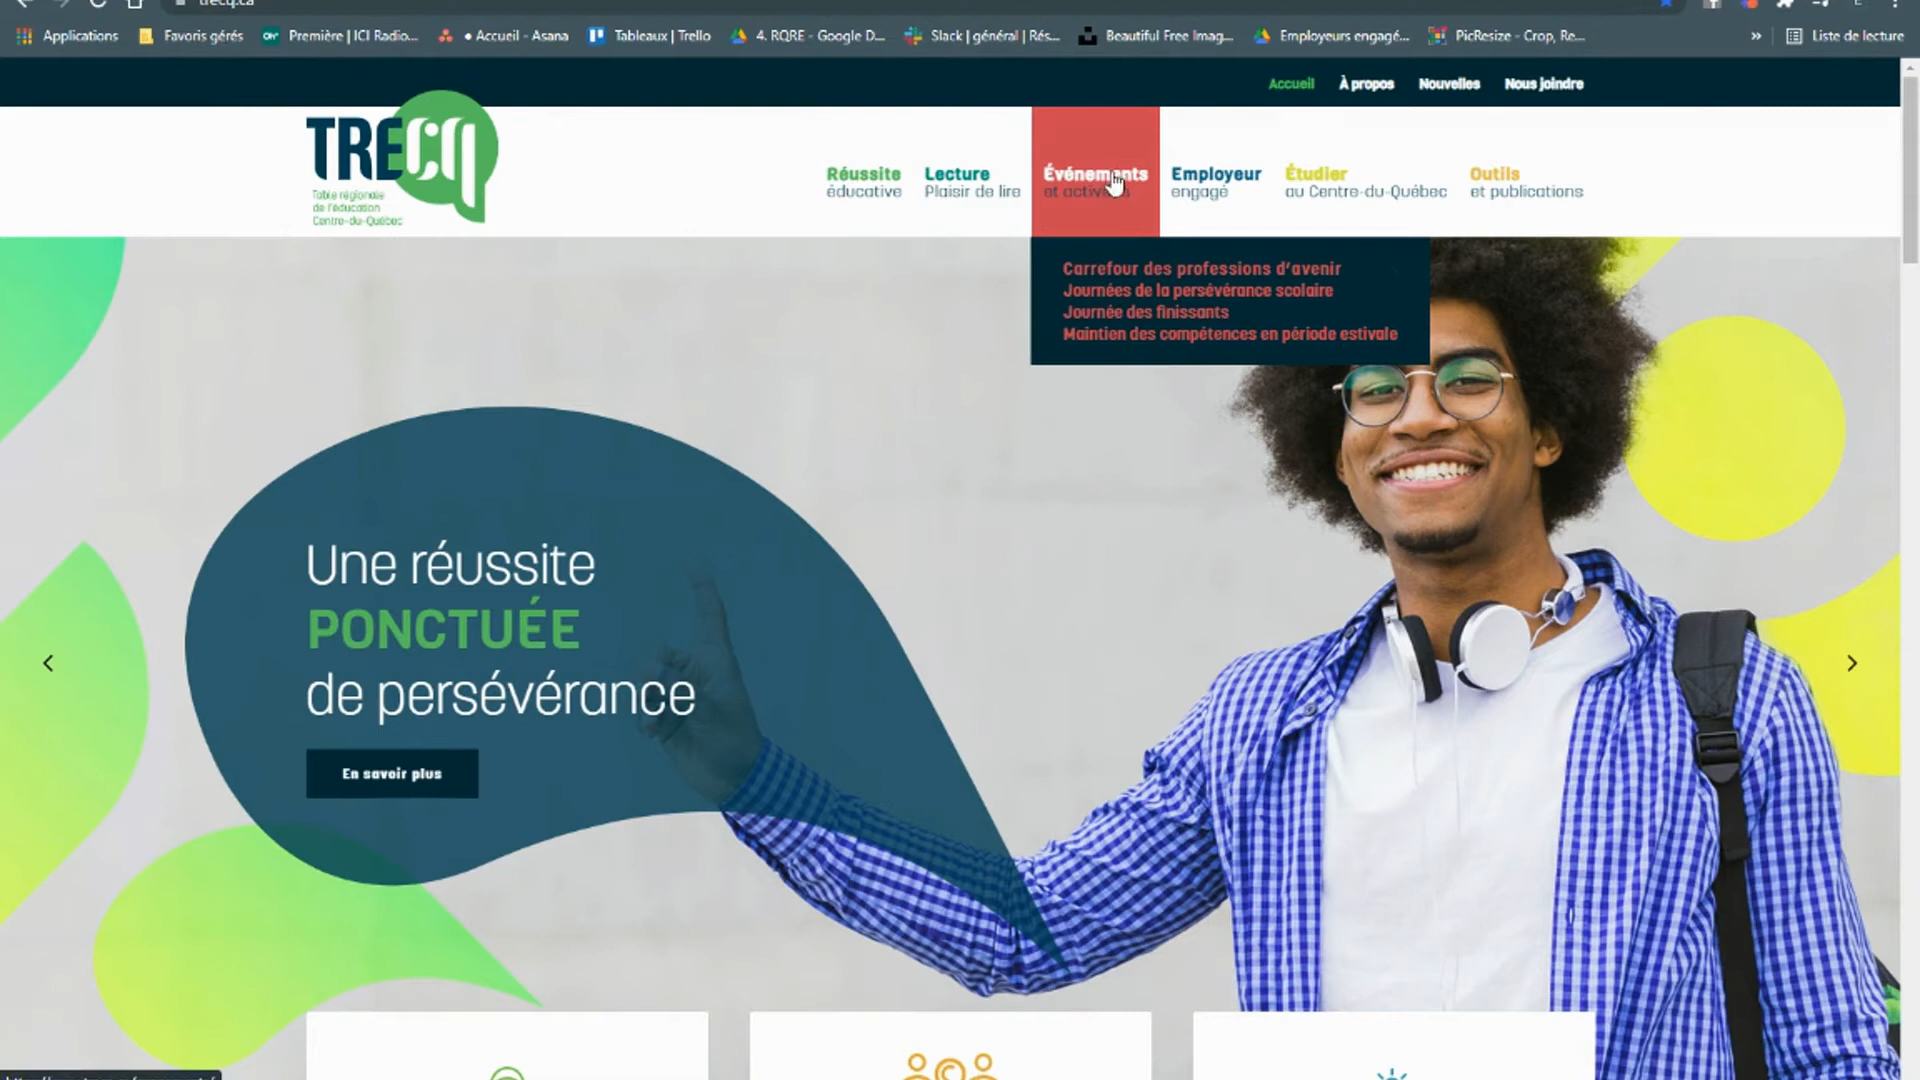 trecq.ca
Applications
Favoris gérés
Première | ICI Radio...
● Accueil - Asana
Tableaux | Trello
4. RQRE - Google D...
Slack | général | Rés...
Beautiful Free Imag...
Employeurs engagé...
PicResize - Crop, Re...
»
Liste de lecture
Accueil
À propos
Nouvelles
Nous joindre
TRECQ
Table régionale
de l'éducation
Centre-du-Québec
Réussite
éducative
Lecture
Plaisir de lire
Événements
et activités
Employeur
engagé
Étudier
au Centre-du-Québec
Outils
et publications
Carrefour des professions d'avenir
Journées de la persévérance scolaire
Journée des finissants
Maintien des compétences en période estivale
Une réussite
PONCTUÉE
de persévérance
En savoir plus